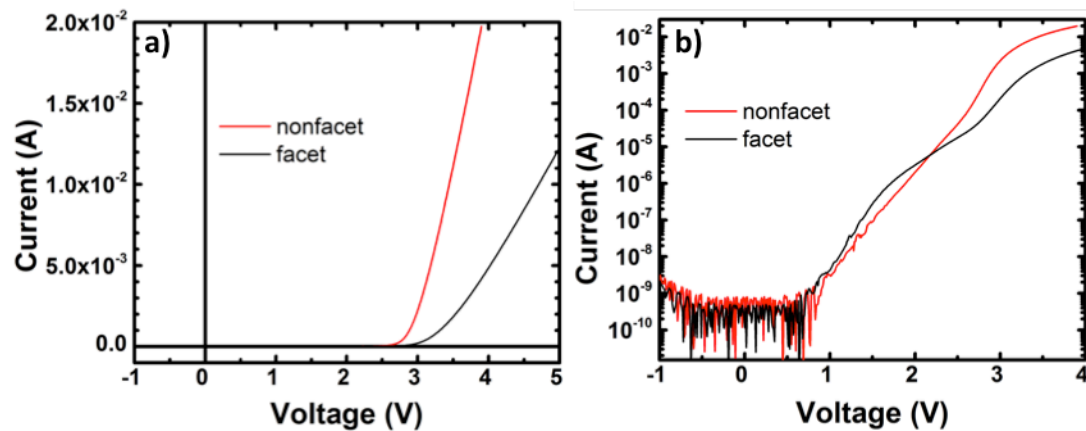 a)
Current (A)
2.0x10⁻²
1.5x10⁻²
1.0x10⁻²
5.0x10⁻³
0.0
nonfacet
facet
-1 0 1 2 3 4 5
Voltage (V)
b)
Current (A)
10⁻²
10⁻³
10⁻⁴
10⁻⁵
10⁻⁶
10⁻⁷
10⁻⁸
10⁻⁹
10⁻¹⁰
nonfacet
facet
-1 0 1 2 3 4
Voltage (V)